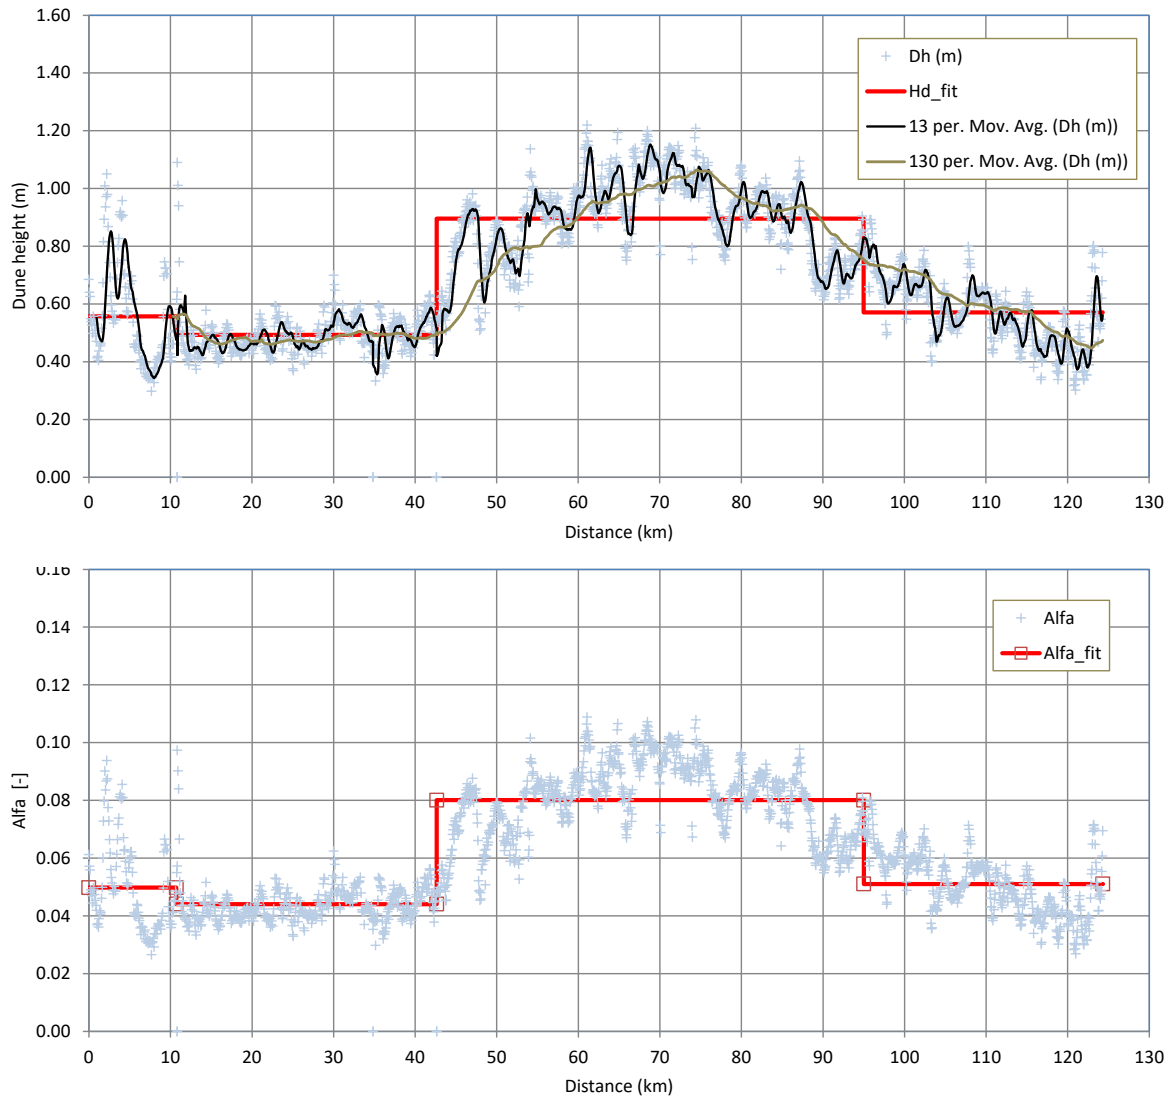 1.60
1.40
1.20
1.00
0.80
0.60
0.40
0.20
0.00
Dune height (m)
Dh (m)
Hd_fit
13 per. Mov. Avg. (Dh (m))
130 per. Mov. Avg. (Dh (m))
0 10 20 30 40 50 60 70 80 90 100 110 120 130
Distance (km)
0.16
0.14
0.12
0.10
0.08
0.06
0.04
0.02
0.00
Alfa [-]
Alfa
Alfa_fit
0 10 20 30 40 50 60 70 80 90 100 110 120 130
Distance (km)